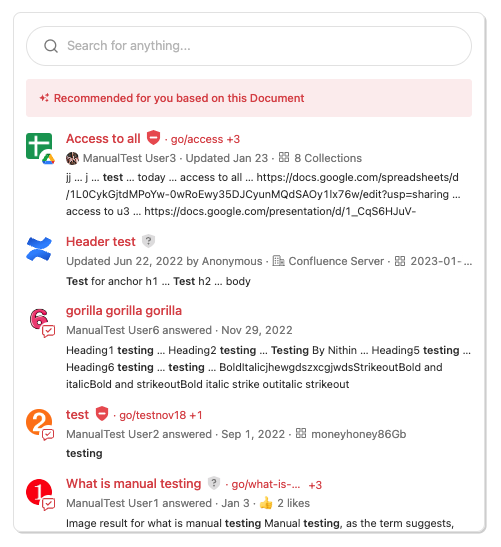 Search for anything...
Recommended for you based on this Document
Access to all · go/access +3
ManualTest User3 · Updated Jan 23 · 8 Collections
jj ... j ... test ... today ... access to all ... https://docs.google.com/spreadsheets/d
/1L0CykGjtdMPoYw-0wRoEwy35DJCyunMQdSAOy1Ix76w/edit?usp=sharing ...
access to u3 ... https://docs.google.com/presentation/d/1_CqS6HJuV-
Header test ?
Updated Jun 22, 2022 by Anonymous · Confluence Server · 2023-01- ...
Test for anchor h1 ... Test h2 ... body
6
gorilla gorilla gorilla
ManualTest User6 answered · Nov 29, 2022
Heading1 testing ... Heading2 testing ... Testing By Nithin ... Heading5 testing ...
Heading6 testing ... testing ... BoldItalicjhewgdszxcgjwdsStrikeoutBold and
italicBold and strikeoutBold italic strike outitalic strikeout
2
test · go/testnov18 +1
ManualTest User2 answered · Sep 1, 2022 · moneyhoney86Gb
testing
1
What is manual testing ? · go/what-is-... +3
ManualTest User1 answered · Jan 3 · 👍 2 likes
Image result for what is manual testing Manual testing, as the term suggests,